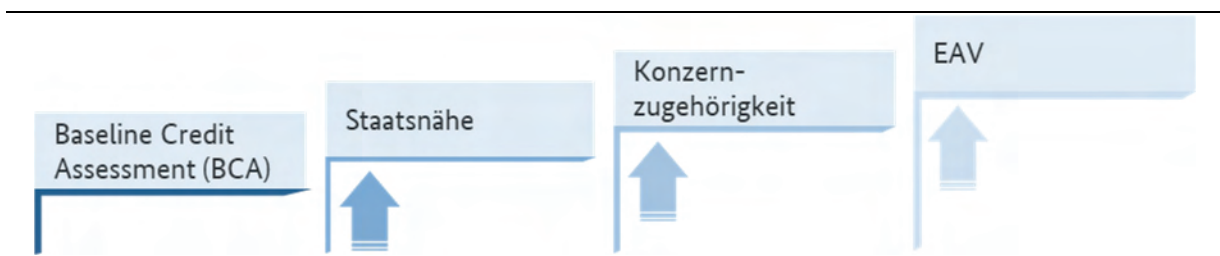 Baseline Credit
Assessment (BCA)
Staatsnähe
Konzern-
zugehörigkeit
EAV